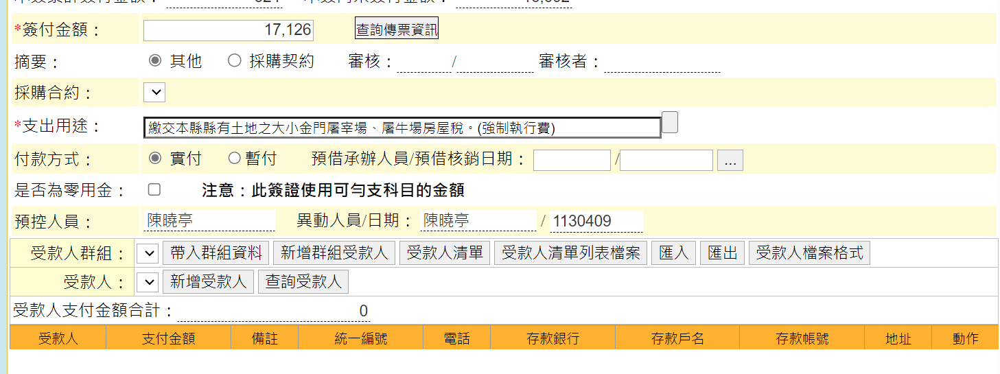 *簽付金額： 17,126 查詢傳票資訊
摘要： 其他 採購契約 審核： / 審核者：
採購合約：
*支出用途： 繳交本縣縣有土地之大小金門屠宰場、屠牛場房屋稅。(強制執行費)
付款方式： 實付 暫付 預借承辦人員/預借核銷日期： / ...
是否為零用金： 注意：此簽證使用可勻支科目的金額
預控人員： 陳曉亭 異動人員/日期： 陳曉亭 / 1130409
受款人群組： 帶入群組資料 新增群組受款人 受款人清單 受款人清單列表檔案 匯入 匯出 受款人檔案格式
受款人： 新增受款人 查詢受款人
受款人支付金額合計： 0
受款人 支付金額 備註 統一編號 電話 存款銀行 存款戶名 存款帳號 地址 動作